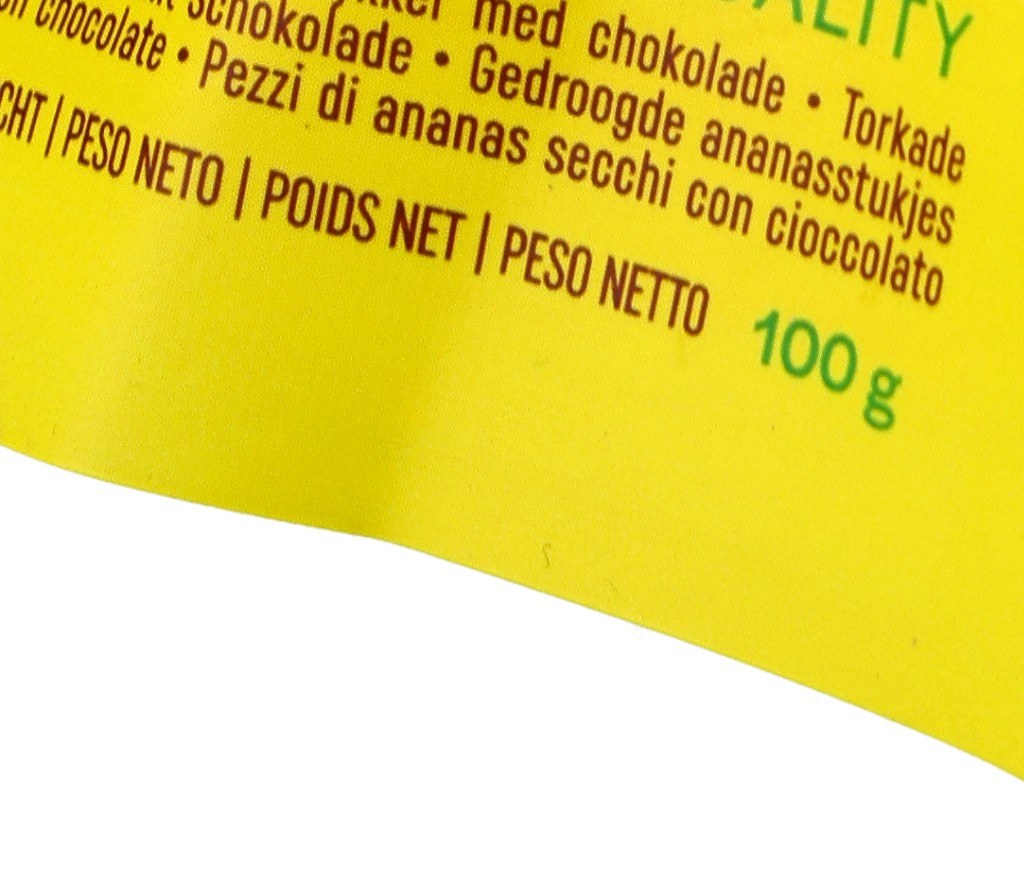 med chokolade • Torkade
Schokolade • Gedroogde ananasstukjes
chocolate • Pezzi di ananas secchi con cioccolato
| PESO NETO | POIDS NET | PESO NETTO 100 g